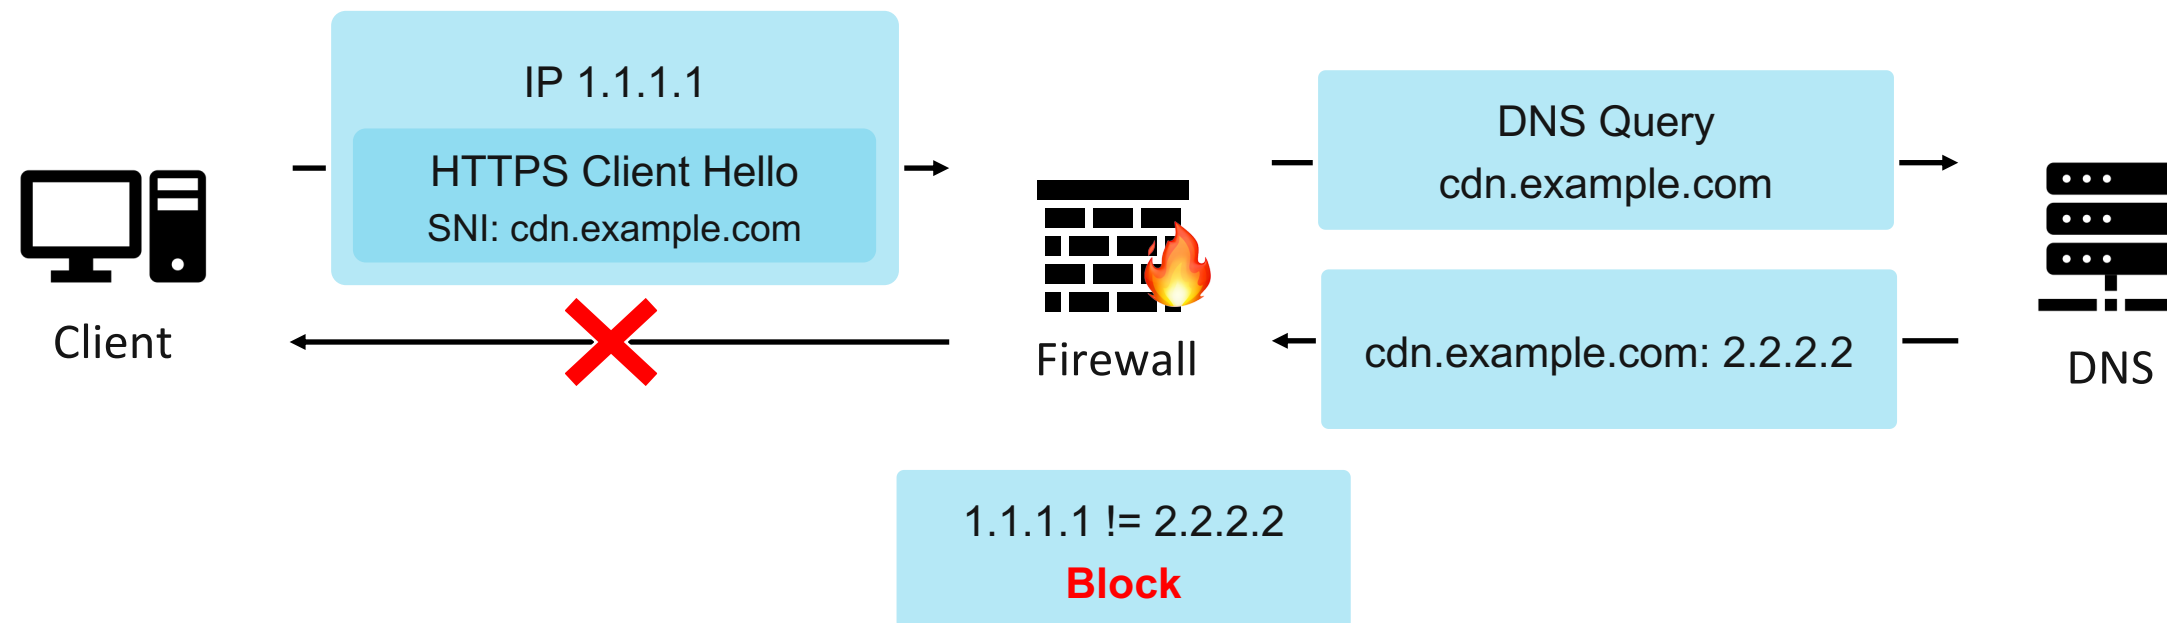 IP 1.1.1.1
HTTPS Client Hello
SNI: cdn.example.com
Client
Firewall
DNS Query
cdn.example.com
cdn.example.com: 2.2.2.2
DNS
1.1.1.1 != 2.2.2.2
Block